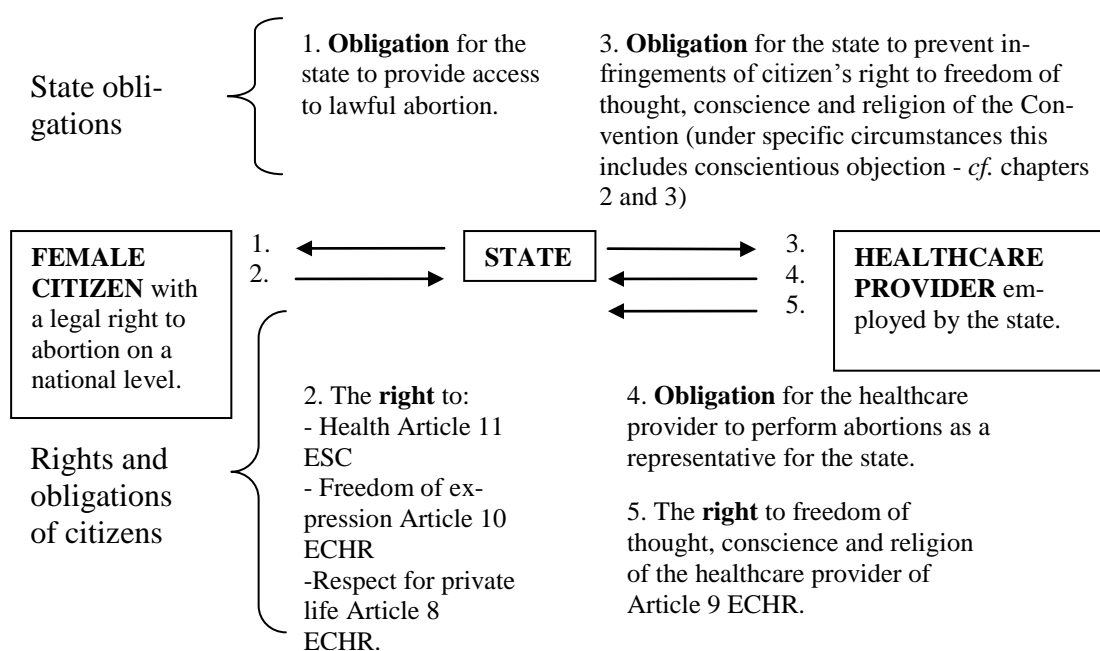 State obli-
gations
1. Obligation for the
state to provide access
to lawful abortion.
3. Obligation for the state to prevent in-
fringements of citizen’s right to freedom of
thought, conscience and religion of the Con-
vention (under specific circumstances this
includes conscientious objection - cf. chapters
2 and 3)
FEMALE
CITIZEN with
a legal right to
abortion on a
national level.
1.
2.
STATE
3.
4.
5.
HEALTHCARE
PROVIDER em-
ployed by the state.
Rights and
obligations
of citizens
2. The right to:
- Health Article 11
ESC
- Freedom of ex-
pression Article 10
ECHR
-Respect for private
life Article 8
ECHR.
4. Obligation for the healthcare
provider to perform abortions as a
representative for the state.
5. The right to freedom of
thought, conscience and religion
of the healthcare provider of
Article 9 ECHR.